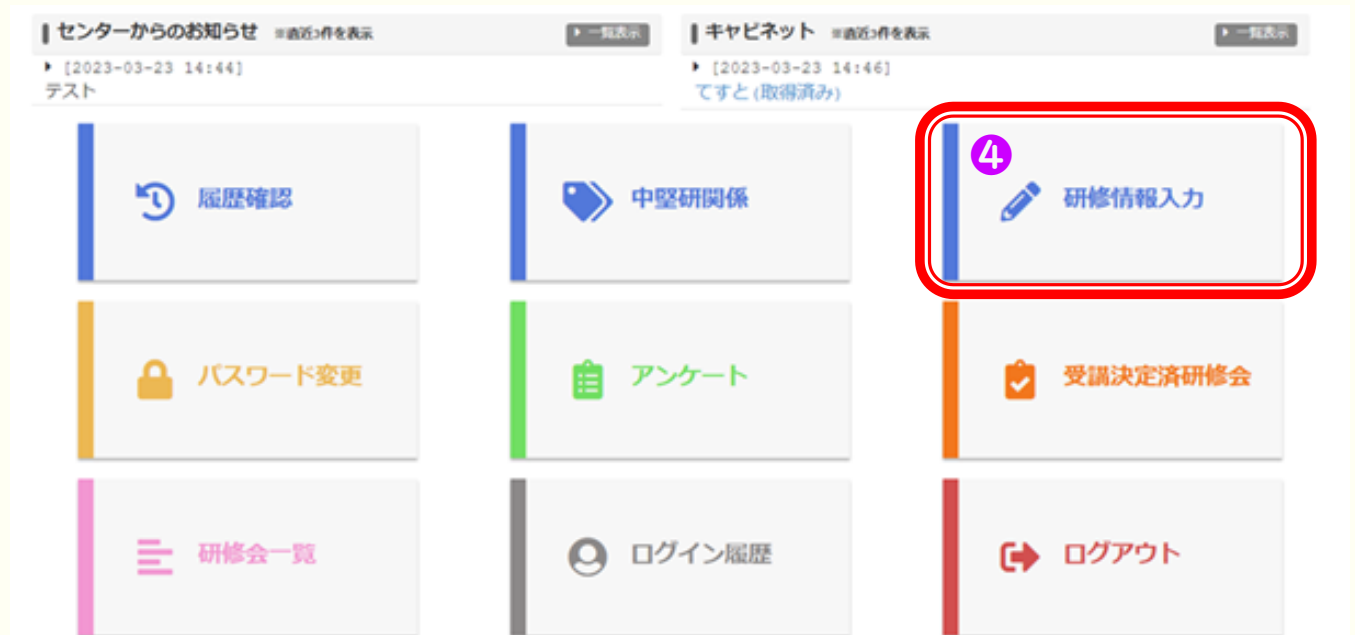 センターからのお知らせ ※直近3件を表示
一覧表示
[2023-03-23 14:44]
テスト
キャビネット ※直近3件を表示
一覧表示
[2023-03-23 14:46]
てすと(取得済み)
履歴確認
中堅研関係
4
研修情報入力
パスワード変更
アンケート
受講決定済研修会
研修会一覧
ログイン履歴
ログアウト